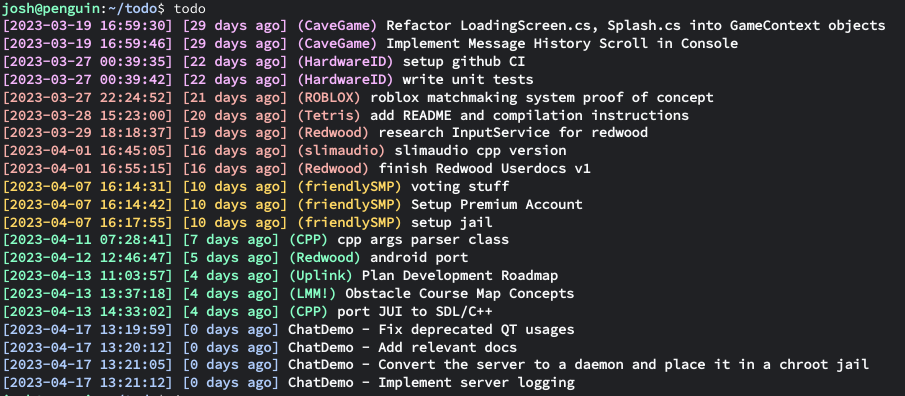 josh@penguin:~/todo$ todo
[2023-03-19 16:59:30] [29 days ago] (CaveGame) Refactor LoadingScreen.cs, Splash.cs into GameContext objects
[2023-03-19 16:59:46] [29 days ago] (CaveGame) Implement Message History Scroll in Console
[2023-03-27 00:39:35] [22 days ago] (HardwareID) setup github CI
[2023-03-27 00:39:42] [22 days ago] (HardwareID) write unit tests
[2023-03-27 22:24:52] [21 days ago] (ROBLOX) roblox matchmaking system proof of concept
[2023-03-28 15:23:00] [20 days ago] (Tetris) add README and compilation instructions
[2023-03-29 18:18:37] [19 days ago] (Redwood) research InputService for redwood
[2023-04-01 16:45:05] [16 days ago] (slimaudio) slimaudio cpp version
[2023-04-01 16:55:15] [16 days ago] (Redwood) finish Redwood Userdocs v1
[2023-04-07 16:14:31] [10 days ago] (friendlySMP) voting stuff
[2023-04-07 16:14:42] [10 days ago] (friendlySMP) Setup Premium Account
[2023-04-07 16:17:55] [10 days ago] (friendlySMP) setup jail
[2023-04-11 07:28:41] [7 days ago] (CPP) cpp args parser class
[2023-04-12 12:46:47] [5 days ago] (Redwood) android port
[2023-04-13 11:03:57] [4 days ago] (Uplink) Plan Development Roadmap
[2023-04-13 13:37:18] [4 days ago] (LMM!) Obstacle Course Map Concepts
[2023-04-13 14:33:02] [4 days ago] (CPP) port JUI to SDL/C++
[2023-04-17 13:19:59] [0 days ago] ChatDemo - Fix deprecated QT usages
[2023-04-17 13:20:12] [0 days ago] ChatDemo - Add relevant docs
[2023-04-17 13:21:05] [0 days ago] ChatDemo - Convert the server to a daemon and place it in a chroot jail
[2023-04-17 13:21:12] [0 days ago] ChatDemo - Implement server logging